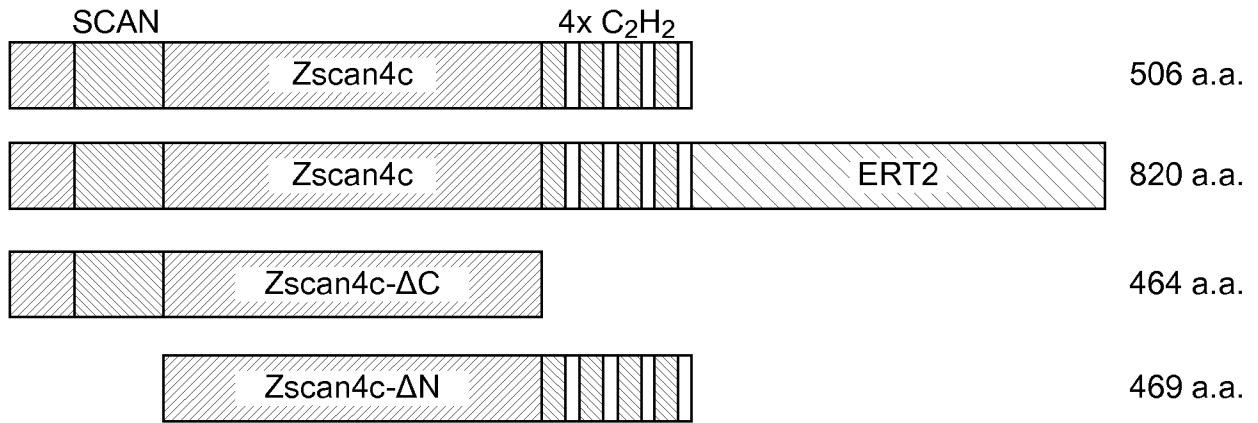 SCAN 4x C₂H₂
Zscan4c 506 a.a.
Zscan4c ERT2 820 a.a.
Zscan4c-ΔC 464 a.a.
Zscan4c-ΔN 469 a.a.